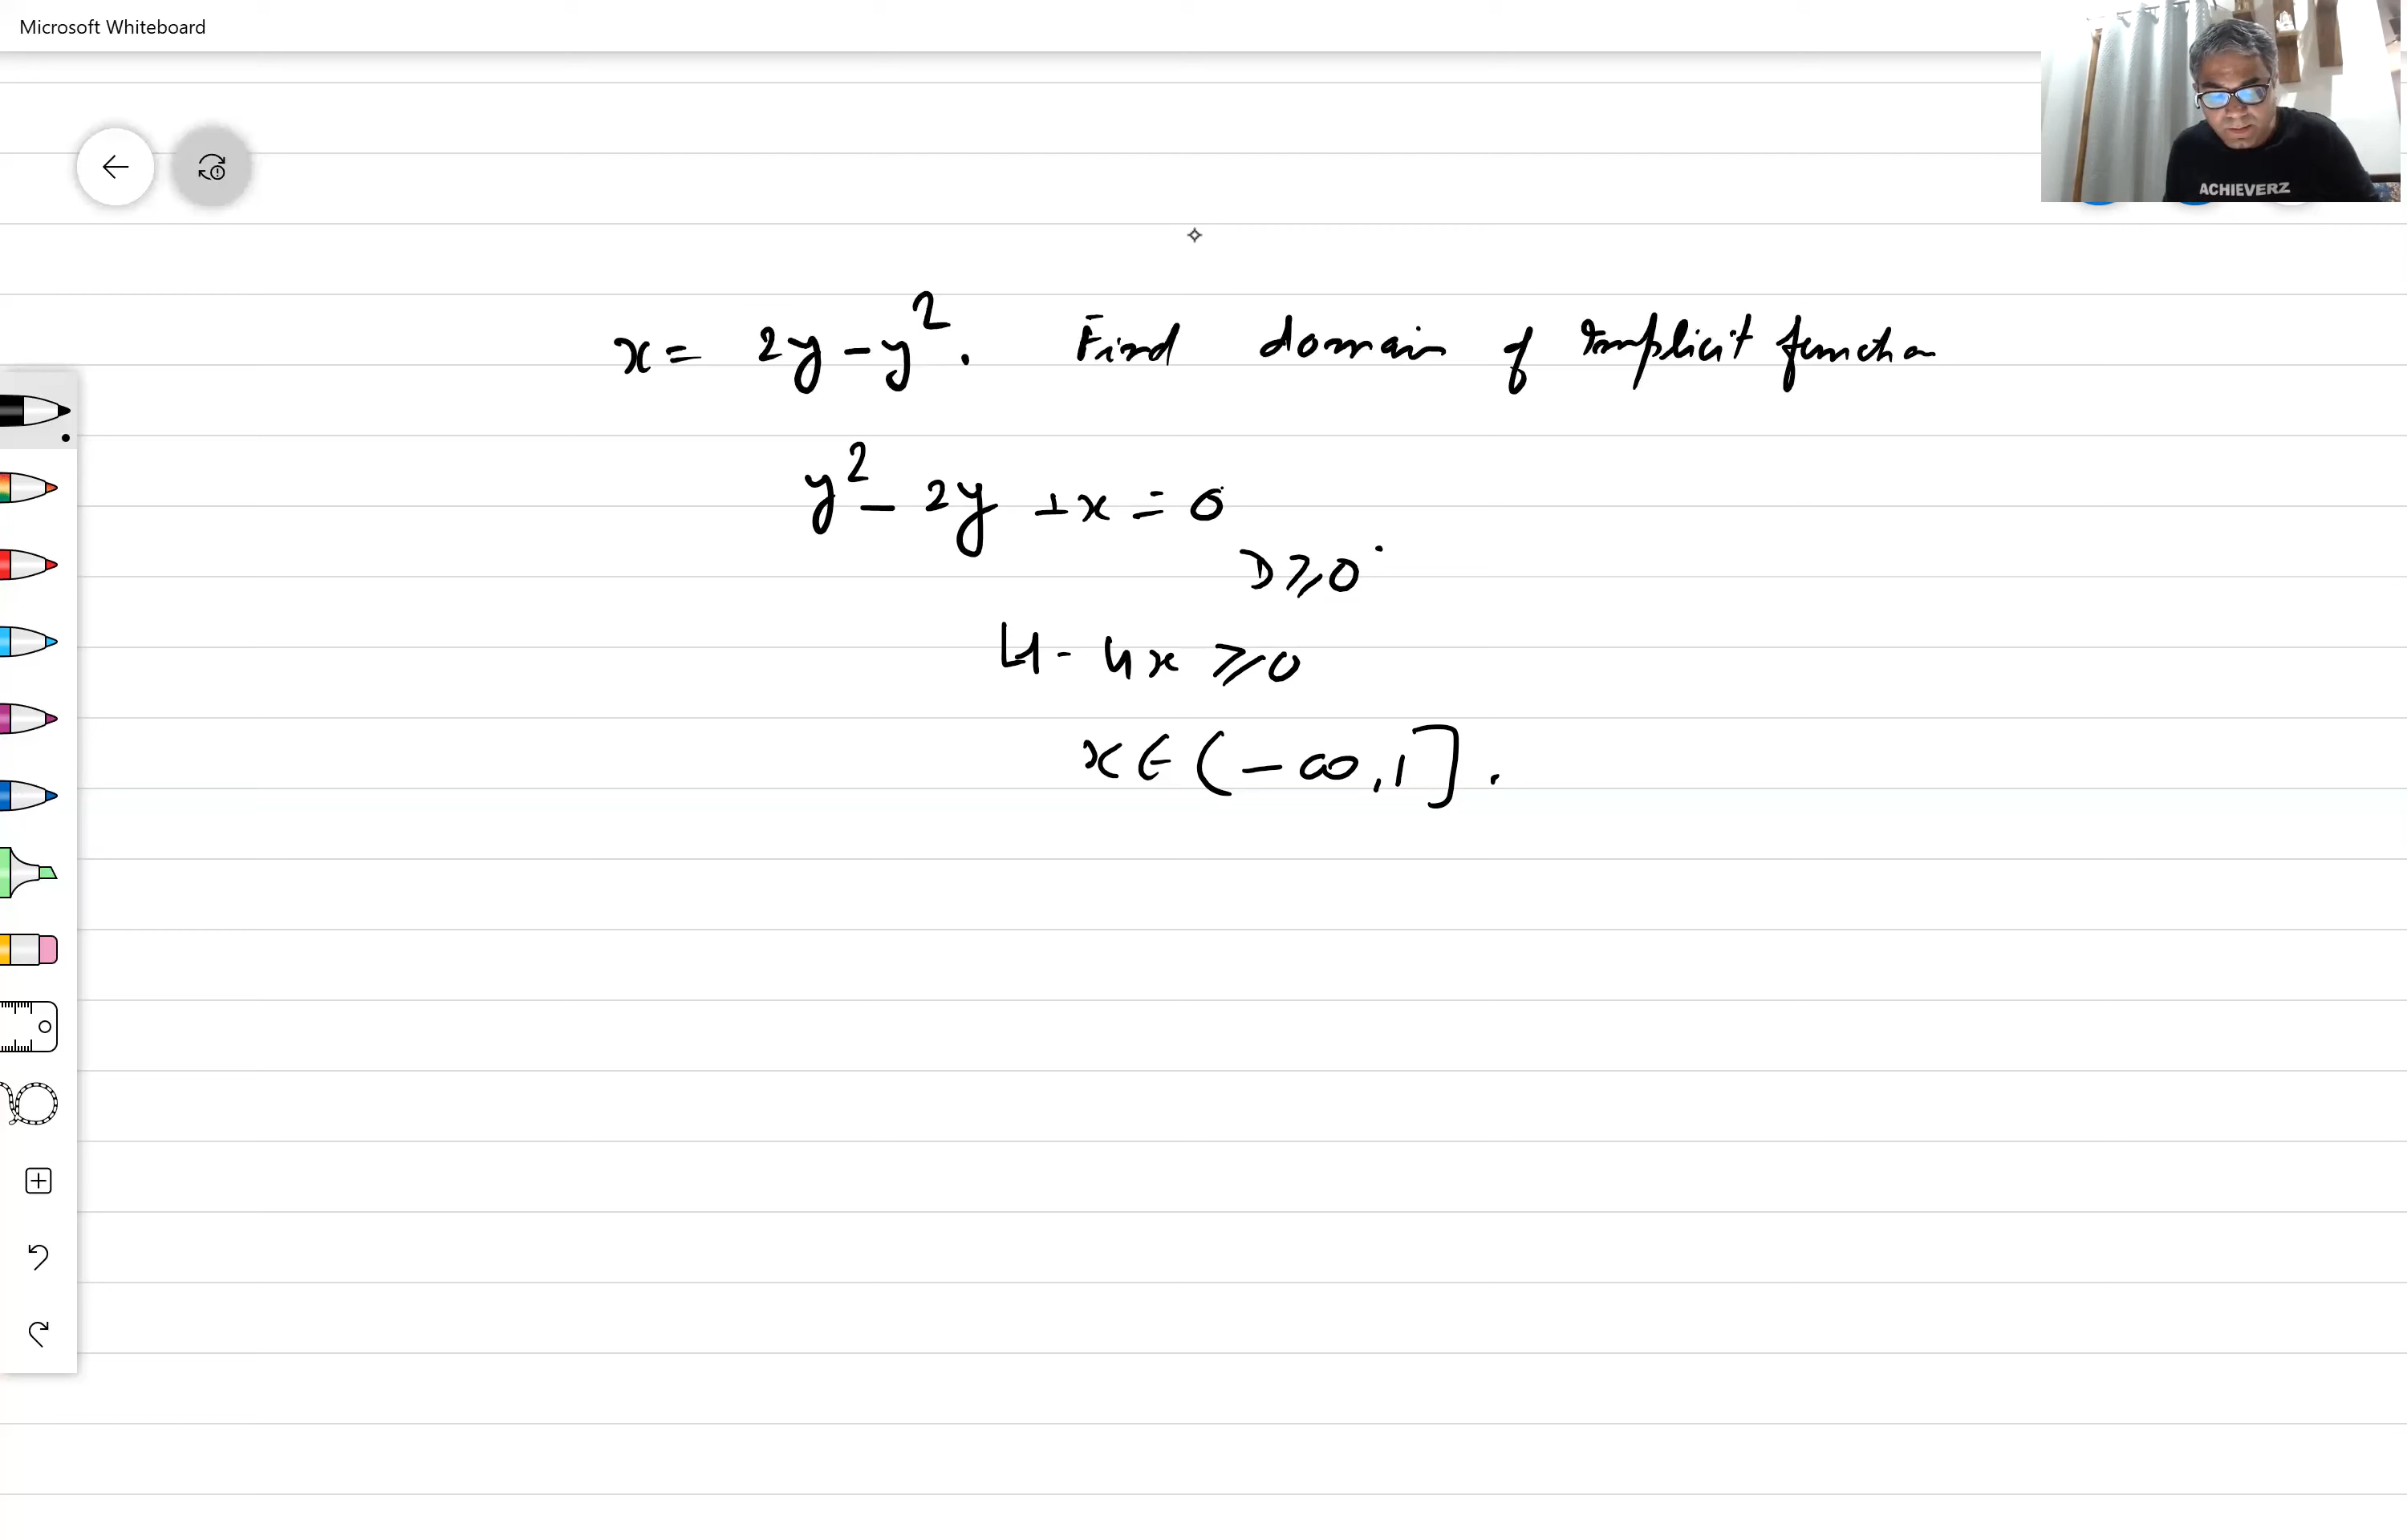 Microsoft Whiteboard
ACHIEVERZ
x = 2y - y². Find domain of Implicit function
y² - 2y + x = 0
D ≥ 0
4 - 4x ≥ 0
x ∈ (-∞, 1].